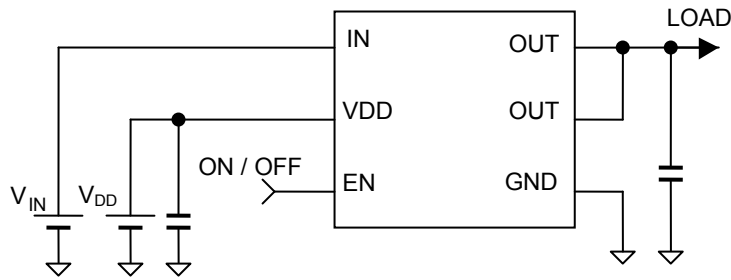 LOAD
IN OUT
VDD OUT
ON / OFF
EN GND
VIN VDD